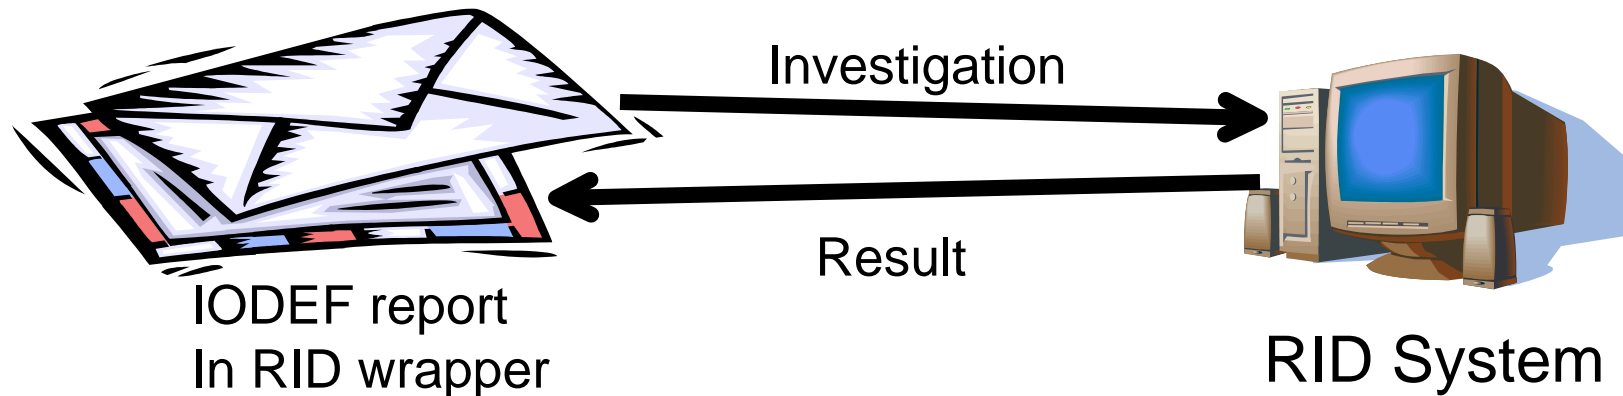 Investigation
Result
IODEF report
In RID wrapper
RID System